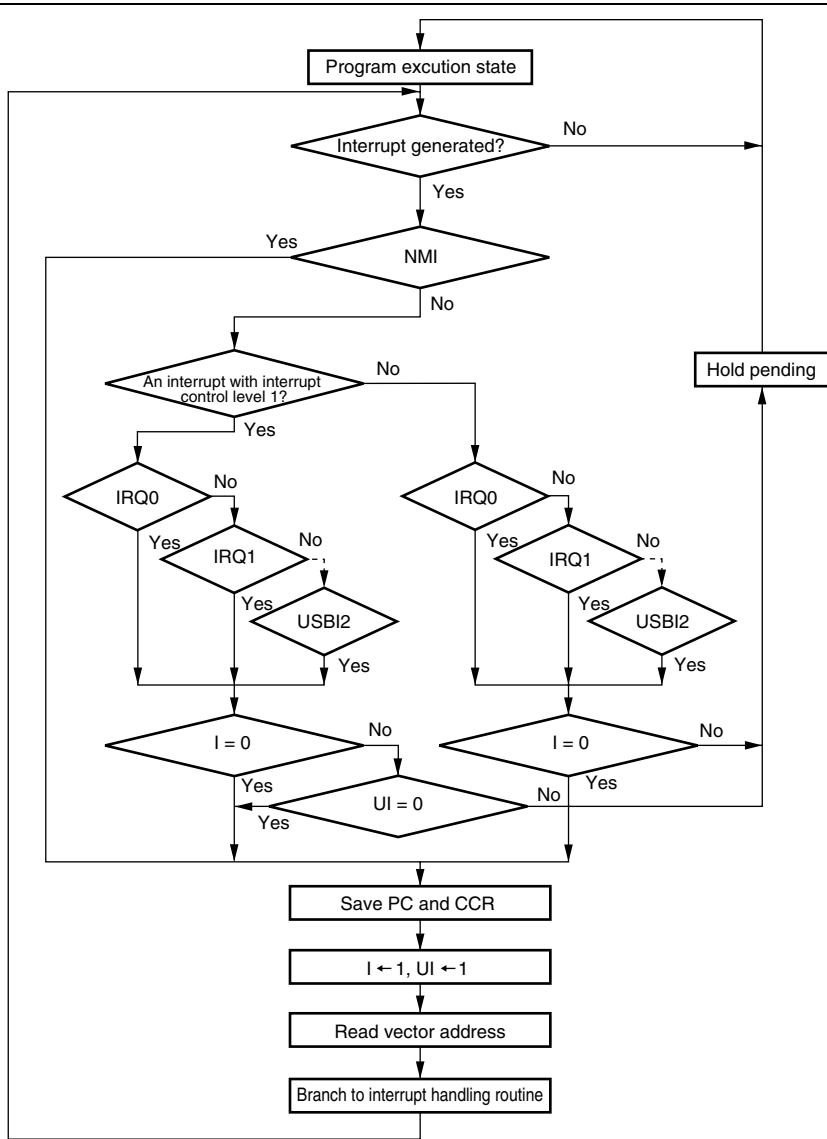 Program excution state
Interrupt generated?
No
Yes
Yes
NMI
No
An interrupt with interrupt
control level 1?
No
Hold pending
Yes
IRQ0
No
IRQ0
No
Yes
IRQ1
No
Yes
IRQ1
No
Yes
USBI2
Yes
USBI2
Yes
Yes
I = 0
No
I = 0
No
Yes
Yes
UI = 0
No
Yes
Save PC and CCR
I ← 1, UI ← 1
Read vector address
Branch to interrupt handling routine